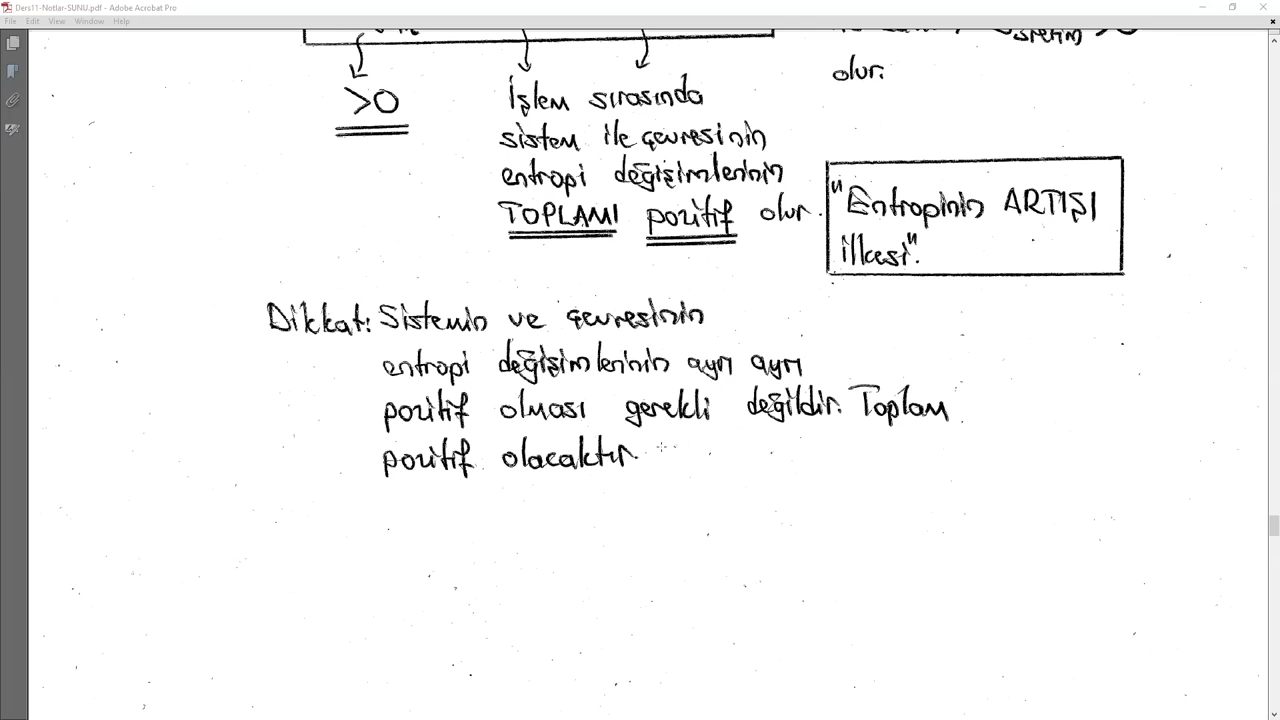 Ders11-Notlar-SUNU.pdf - Adobe Acrobat Pro
File Edit View Window Help
olur.
>0
İşlem sırasında
sistem ile çevresinin
entropi değişimlerinin
TOPLAMI pozitif olur.
"Entropinin ARTIŞI
ilkesi".
Dikkat: Sistemin ve çevresinin
entropi değişimlerinin ayrı ayrı
pozitif olması gerekli değildir. Toplam
pozitif olacaktır.